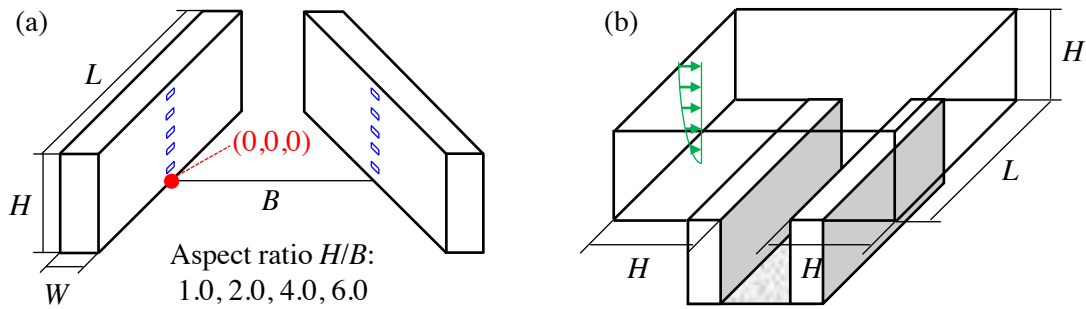 (a)
L
(0,0,0)
H
B
W
Aspect ratio H/B:
1.0, 2.0, 4.0, 6.0
(b)
H
L
H
H